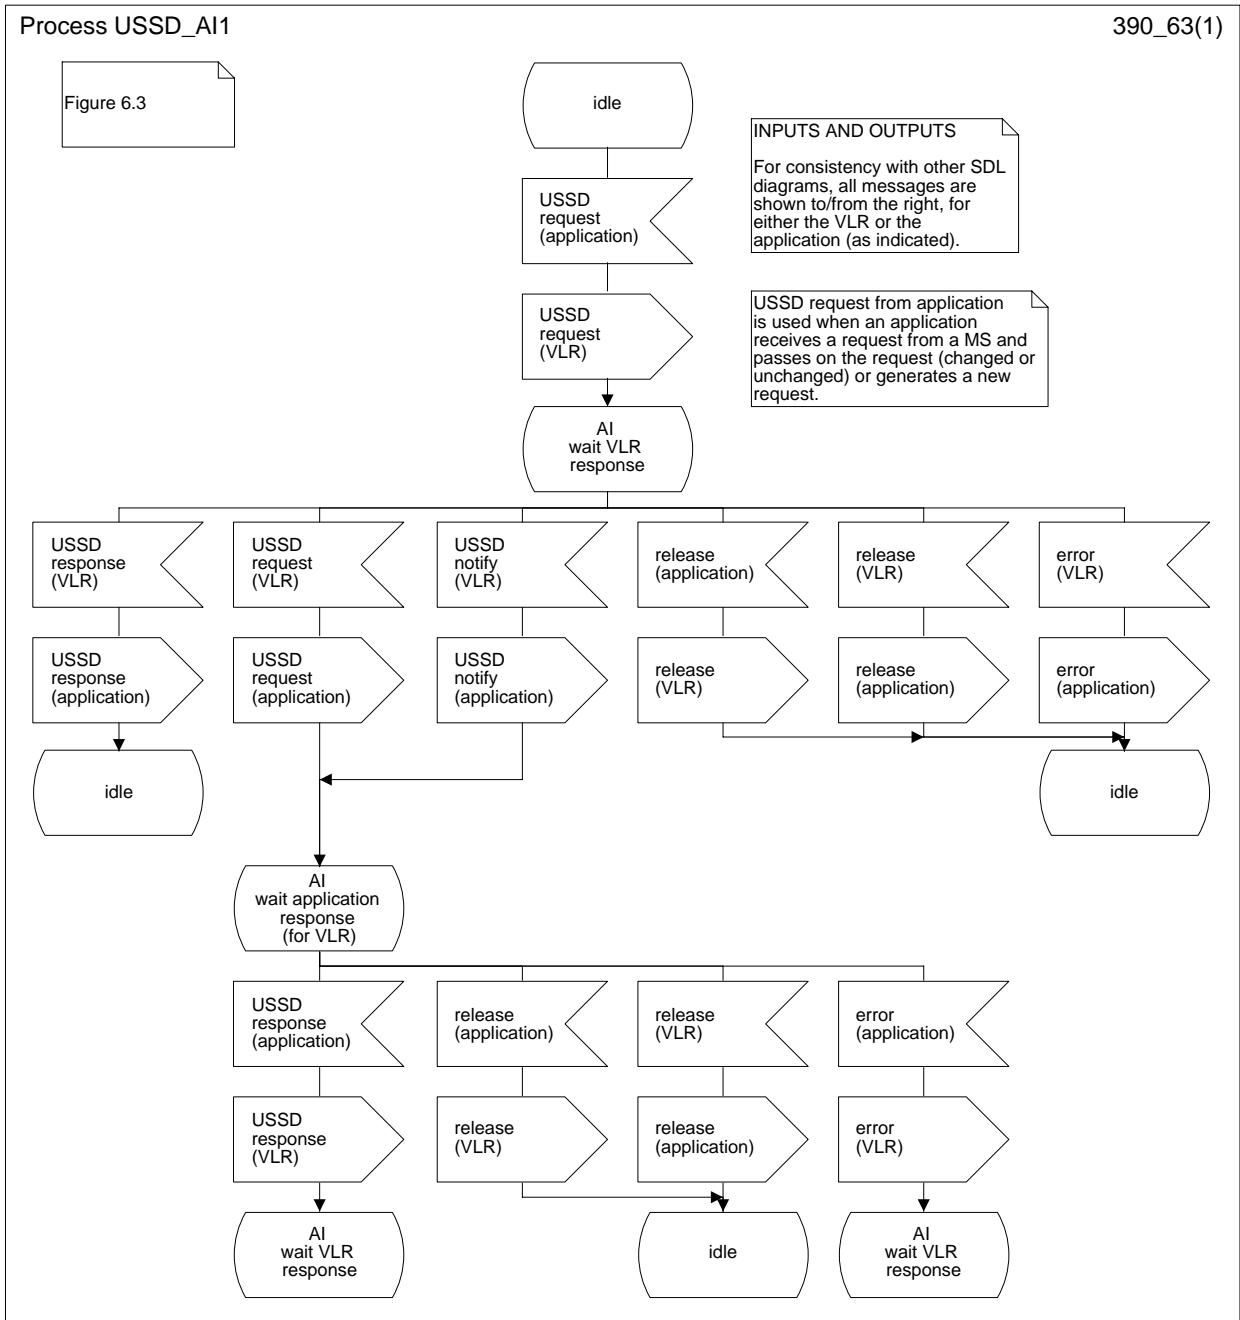 Process USSD_AI1
390_63(1)
Figure 6.3
idle
INPUTS AND OUTPUTS
For consistency with other SDL
diagrams, all messages are
shown to/from the right, for
either the VLR or the
application (as indicated).
USSD
request
(application)
USSD
request
(VLR)
USSD request from application
is used when an application
receives a request from a MS and
passes on the request (changed or
unchanged) or generates a new
request.
AI
wait VLR
response
USSD
response
(VLR)
USSD
request
(VLR)
USSD
notify
(VLR)
release
(application)
release
(VLR)
error
(VLR)
USSD
response
(application)
USSD
request
(application)
USSD
notify
(application)
release
(VLR)
release
(application)
error
(application)
idle
idle
AI
wait application
response
(for VLR)
USSD
response
(application)
release
(application)
release
(VLR)
error
(application)
USSD
response
(VLR)
release
(VLR)
release
(application)
error
(VLR)
AI
wait VLR
response
idle
AI
wait VLR
response